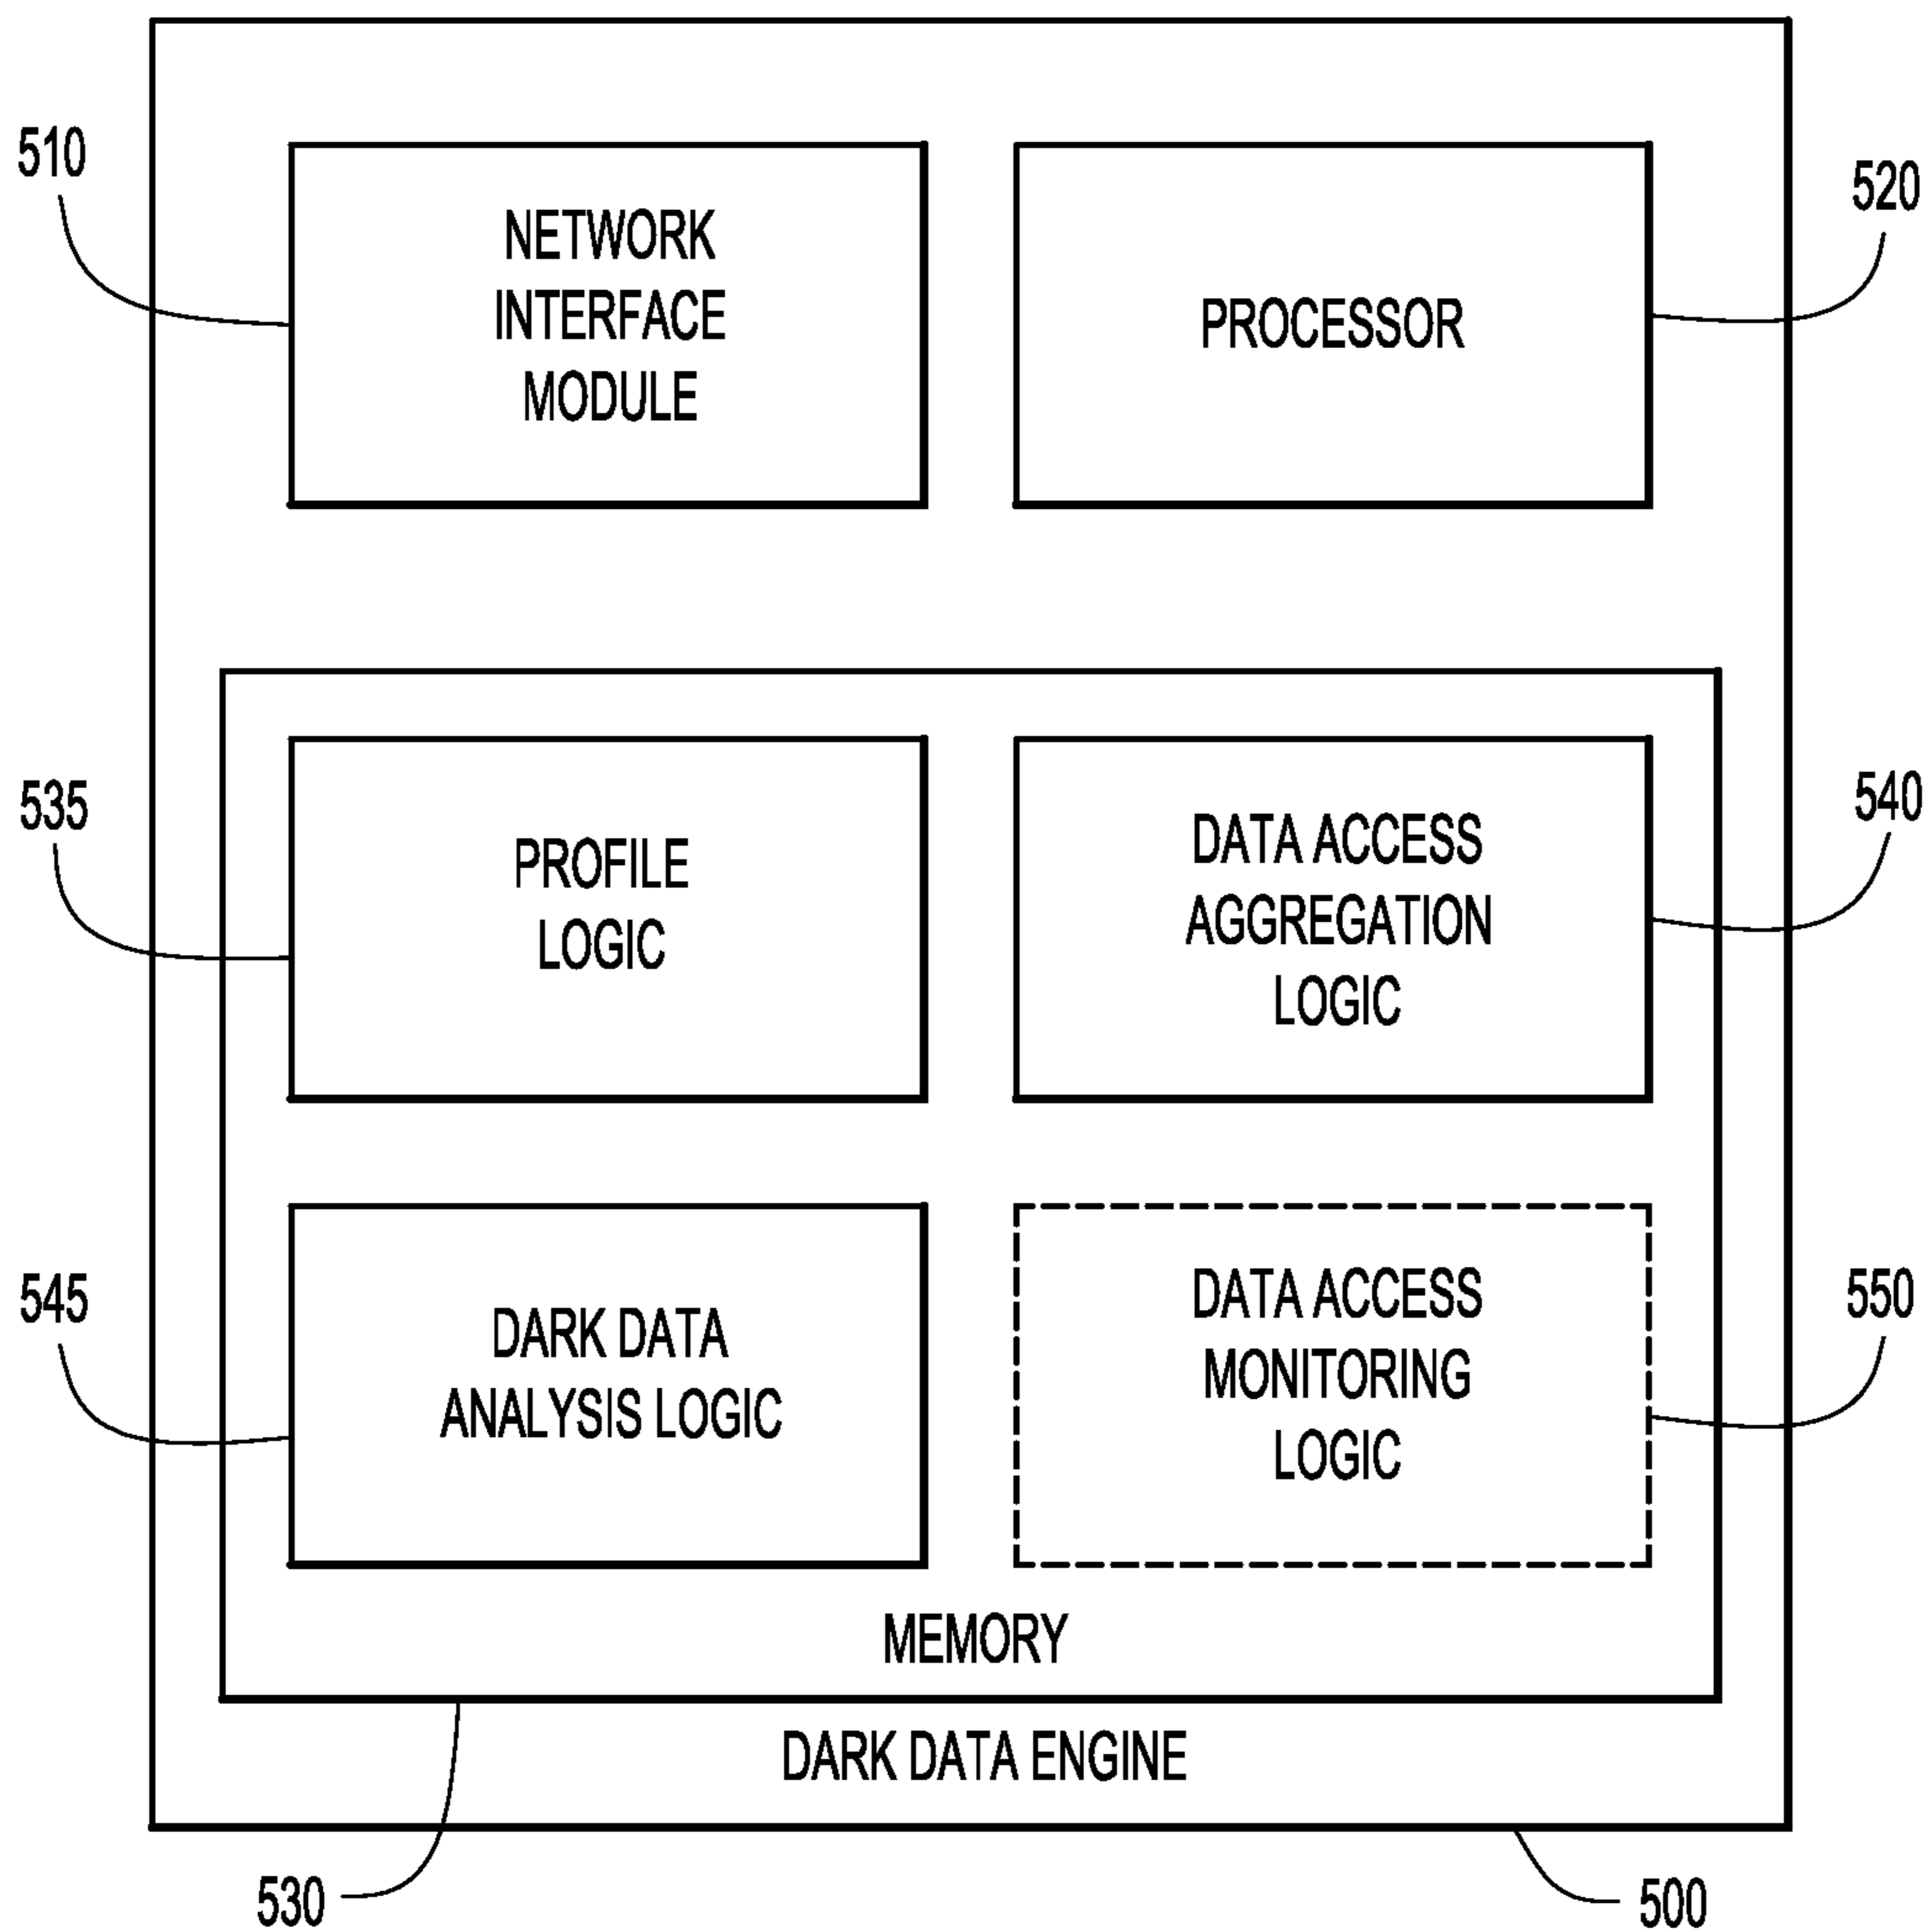 510
NETWORK
INTERFACE
MODULE
PROCESSOR
520
535
PROFILE
LOGIC
DATA ACCESS
AGGREGATION
LOGIC
540
545
DARK DATA
ANALYSIS LOGIC
DATA ACCESS
MONITORING
LOGIC
550
MEMORY
DARK DATA ENGINE
530
500